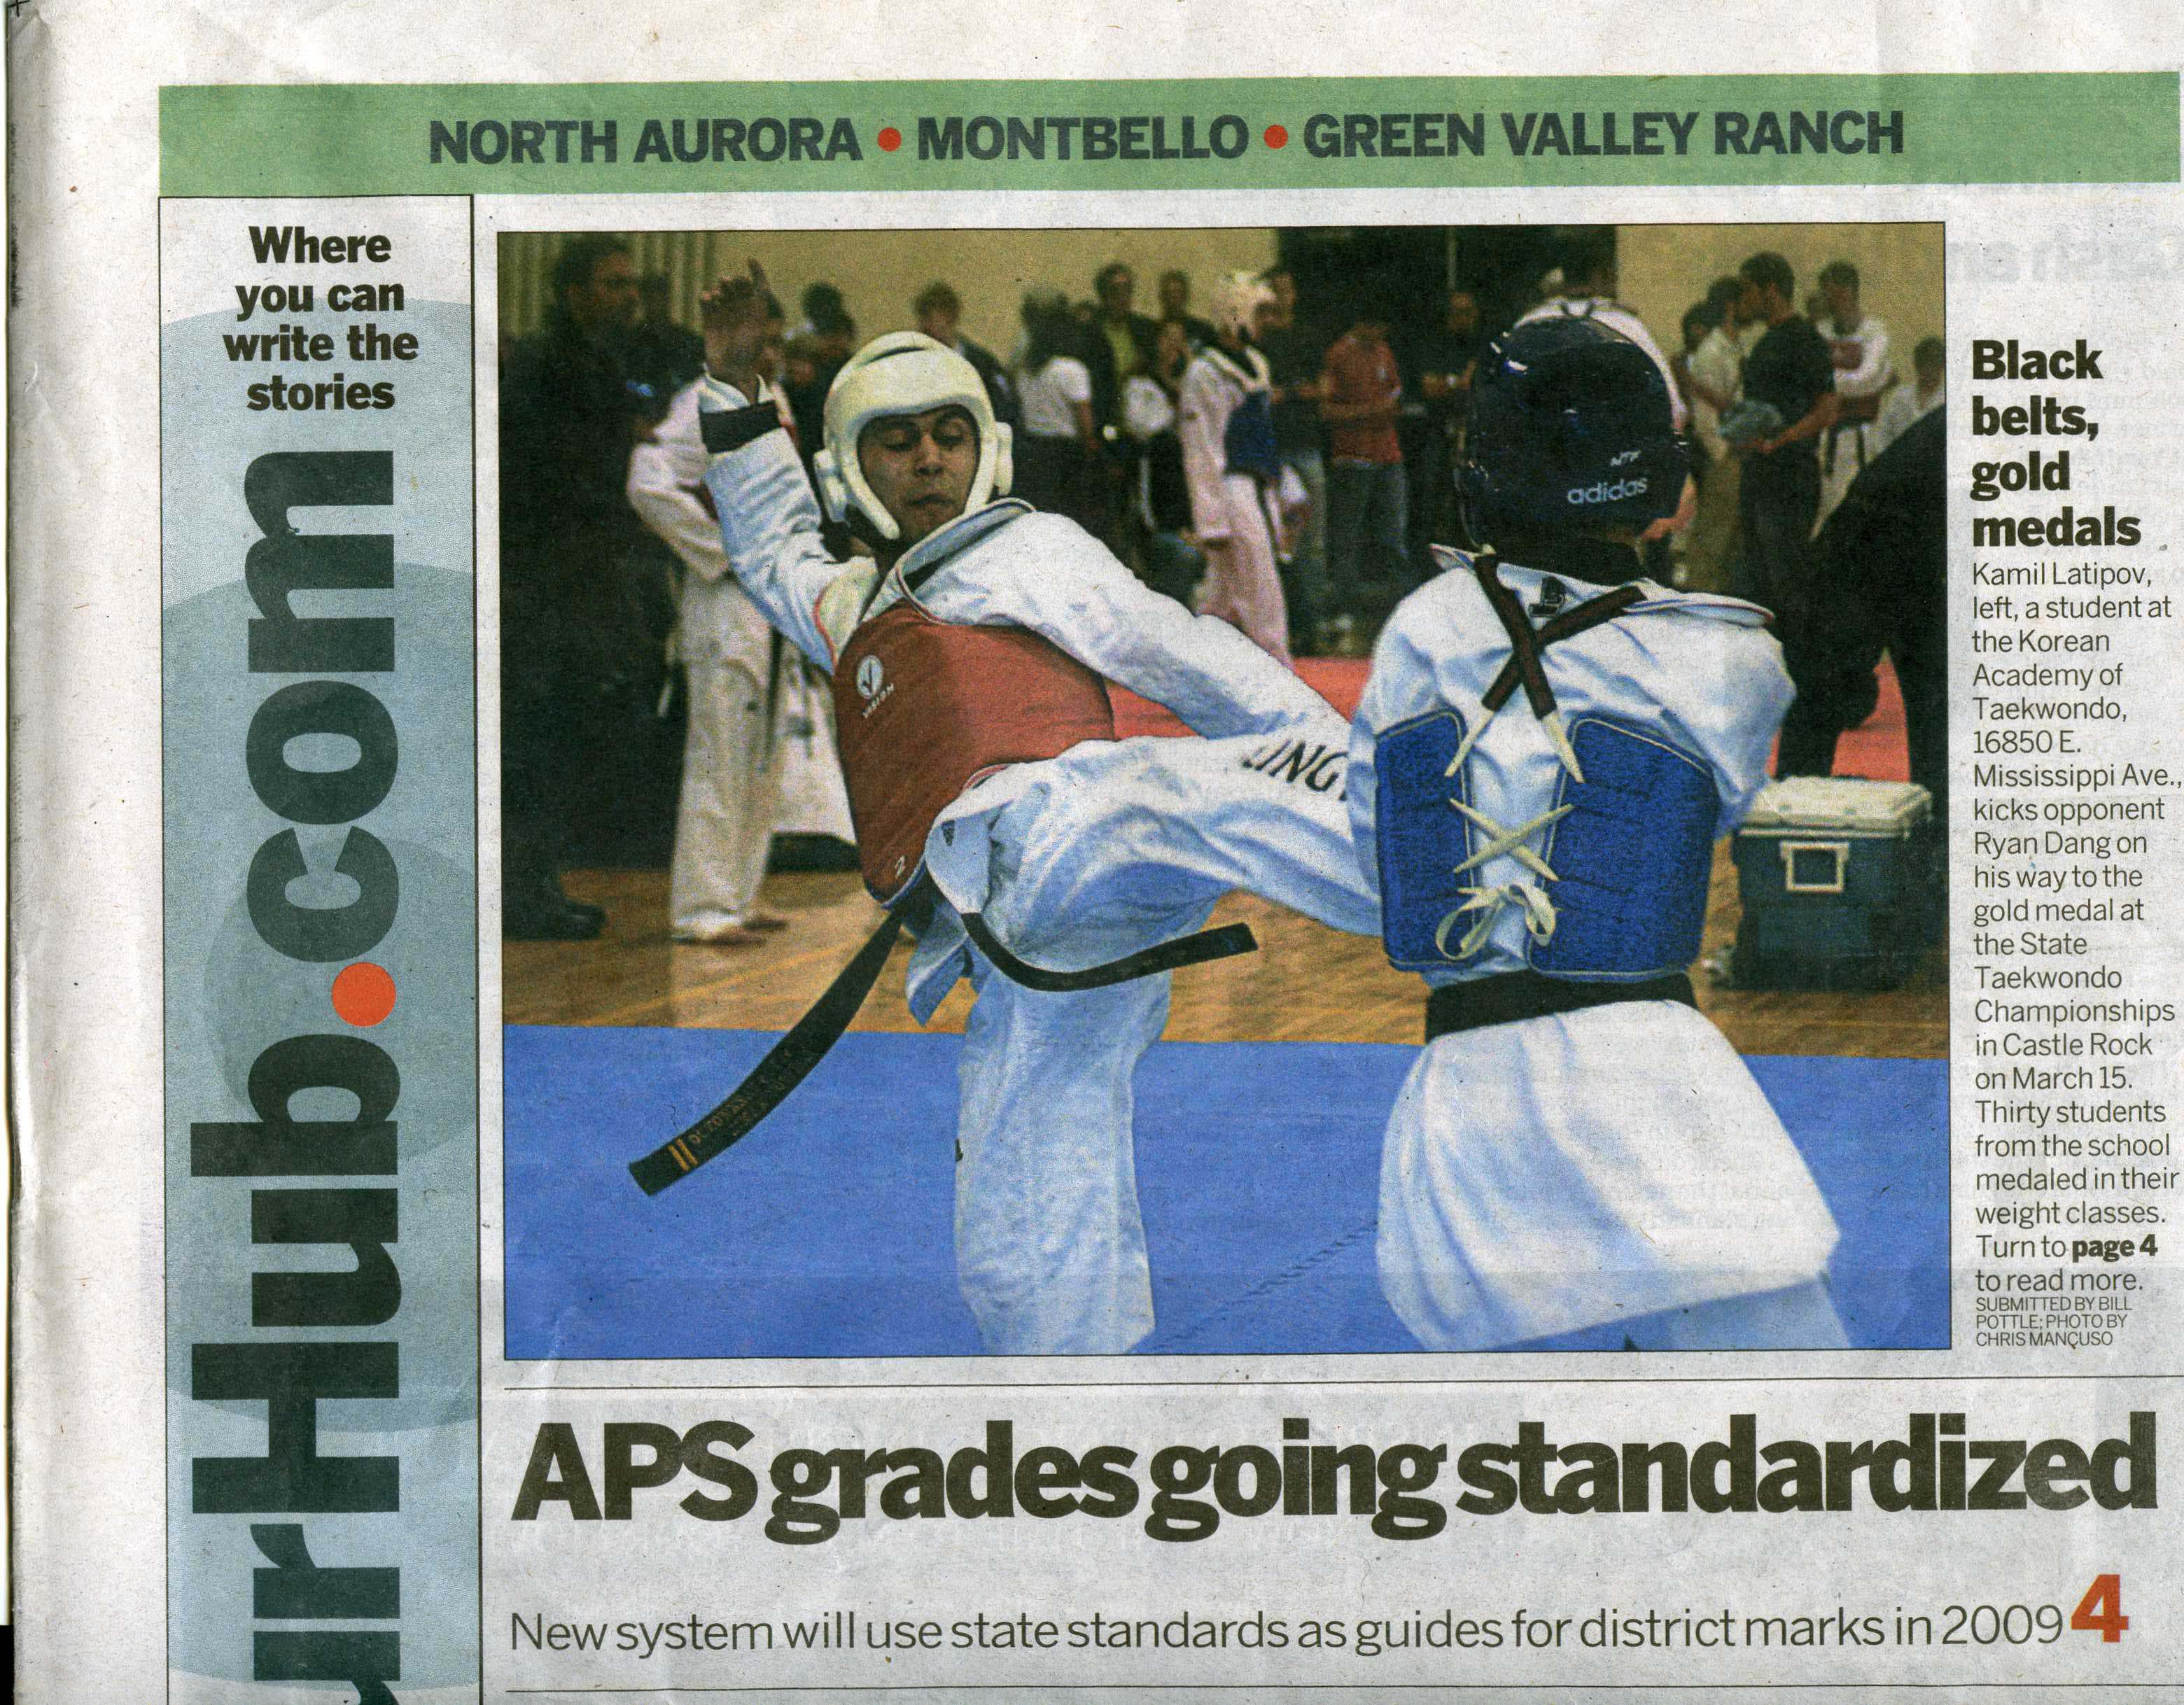 NORTH AURORA • MONTBELLO • GREEN VALLEY RANCH
Where
you can
write the
stories
urHub.com
adidas
VISION
2
Black
belts,
gold
medals
Kamil Latipov,
left, a student at
the Korean
Academy of
Taekwondo,
16850 E.
Mississippi Ave.,
kicks opponent
Ryan Dang on
his way to the
gold medal at
the State
Taekwondo
Championships
in Castle Rock
on March 15.
Thirty students
from the school
medaled in their
weight classes.
Turn to page 4
to read more.
SUBMITTED BY BILL
POTTLE; PHOTO BY
CHRIS MANCUSO
APS grades going standardized
New system will use state standards as guides for district marks in 2009 4